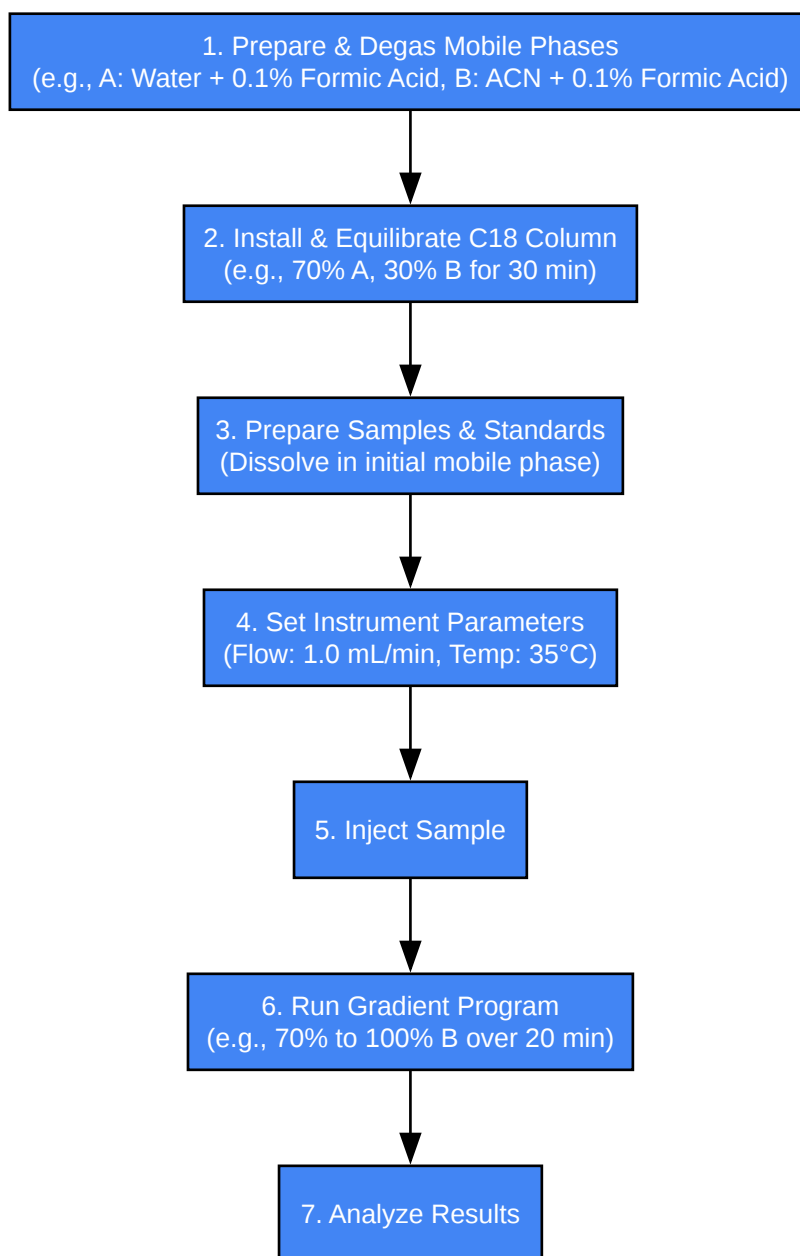 1. Prepare & Degas Mobile Phases
(e.g., A: Water + 0.1% Formic Acid, B: ACN + 0.1% Formic Acid)
2. Install & Equilibrate C18 Column
(e.g., 70% A, 30% B for 30 min)
3. Prepare Samples & Standards
(Dissolve in initial mobile phase)
4. Set Instrument Parameters
(Flow: 1.0 mL/min, Temp: 35°C)
5. Inject Sample
6. Run Gradient Program
(e.g., 70% to 100% B over 20 min)
7. Analyze Results